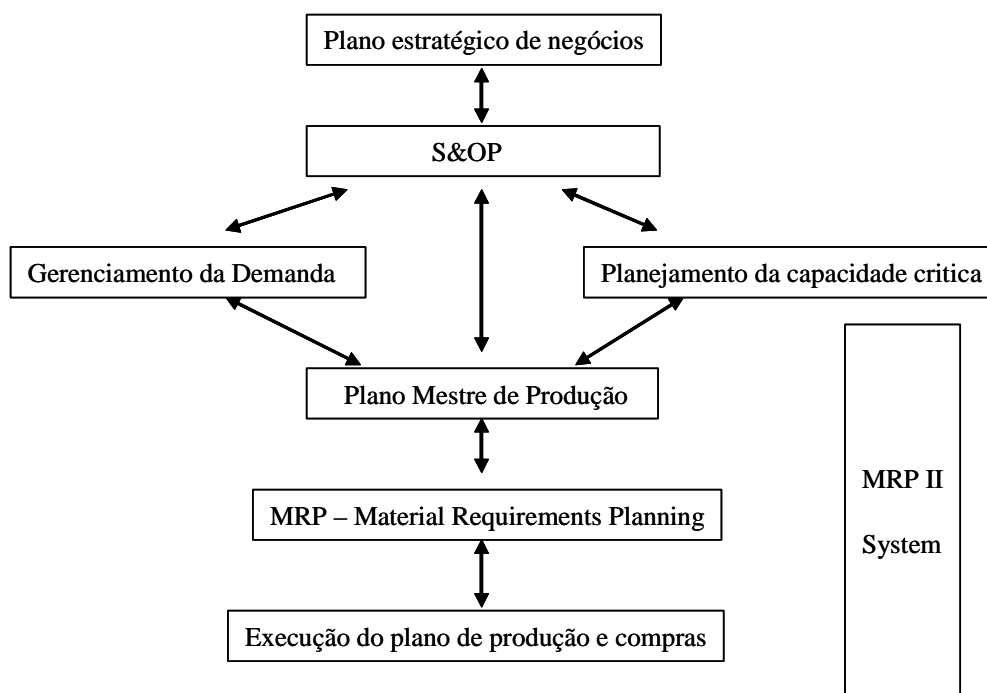 Plano estratégico de negócios
S&OP
Gerenciamento da Demanda
Planejamento da capacidade critica
Plano Mestre de Produção
MRP – Material Requirements Planning
Execução do plano de produção e compras
MRP II
System